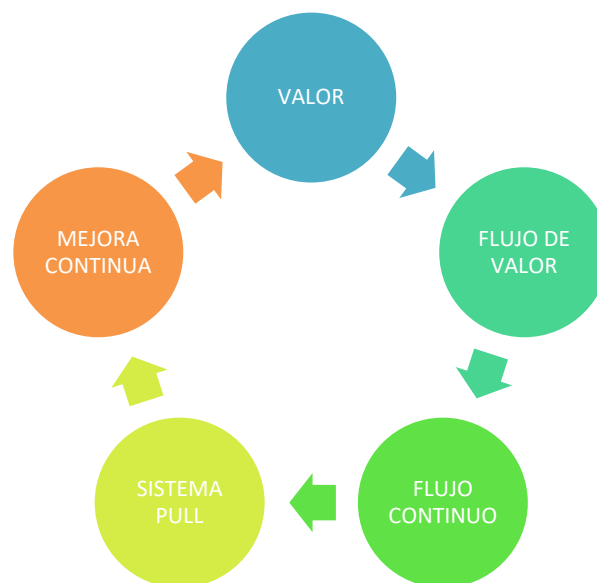 VALOR
FLUJO DE
VALOR
FLUJO
CONTINUO
SISTEMA
PULL
MEJORA
CONTINUA